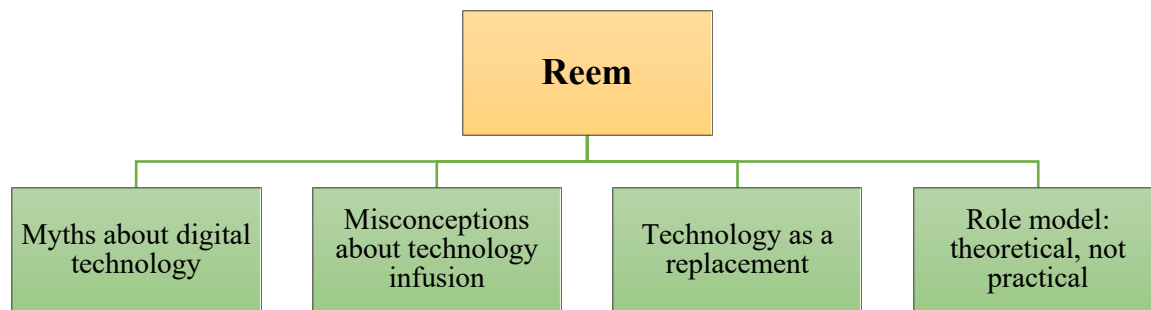 Reem
Myths about digital
technology
Misconceptions
about technology
infusion
Technology as a
replacement
Role model:
theoretical, not
practical